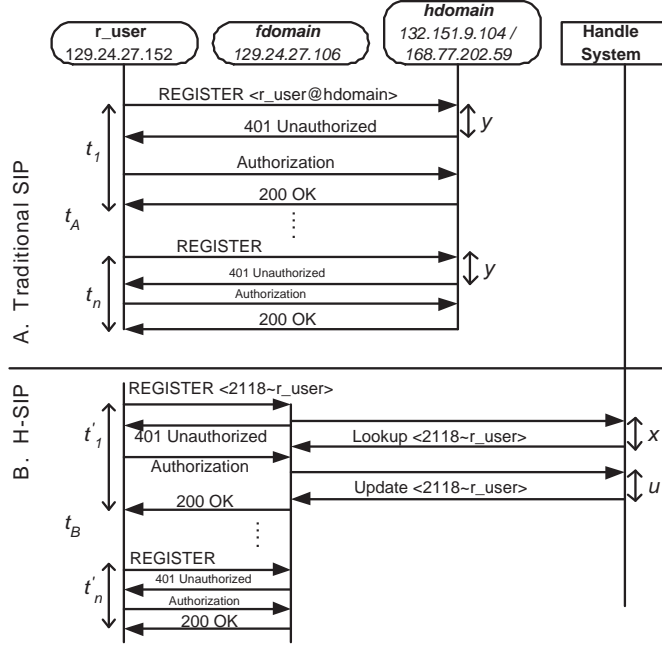 r_user
129.24.27.152
fdomain
129.24.27.106
hdomain
132.151.9.104 /
168.77.202.59
Handle
System
A. Traditional SIP
REGISTER <r_user@hdomain>
401 Unauthorized
y
t1
Authorization
200 OK
tA
REGISTER
401 Unauthorized
y
tn
Authorization
200 OK
B. H-SIP
REGISTER <2118~r_user>
t'1
401 Unauthorized
Lookup <2118~r_user>
x
Authorization
Update <2118~r_user>
u
200 OK
tB
REGISTER
401 Unauthorized
t'n
Authorization
200 OK